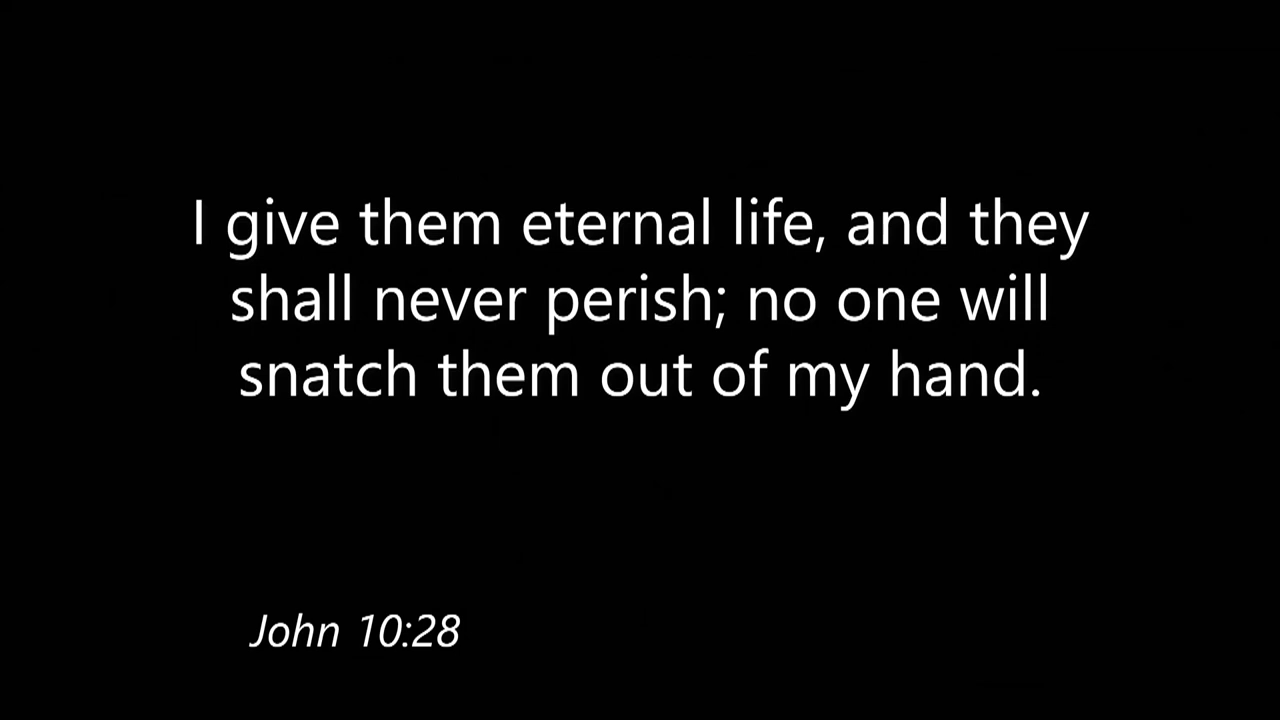 I give them eternal life, and they
shall never perish; no one will
snatch them out of my hand.
John 10:28